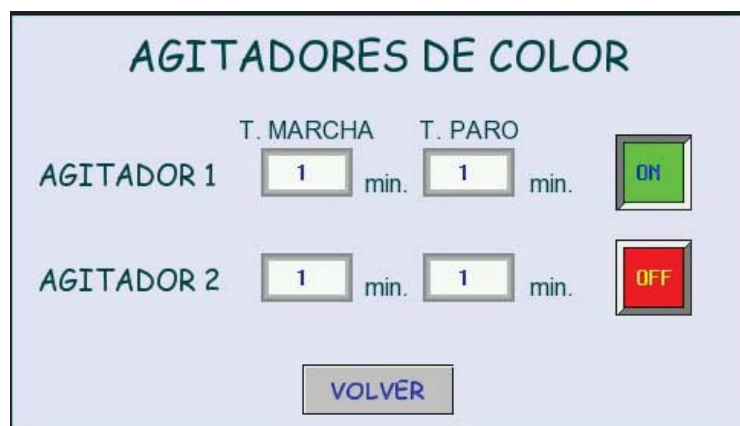 AGITADORES DE COLOR
T. MARCHA T. PARO
AGITADOR 1 1 min. 1 min. ON
AGITADOR 2 1 min. 1 min. OFF
VOLVER